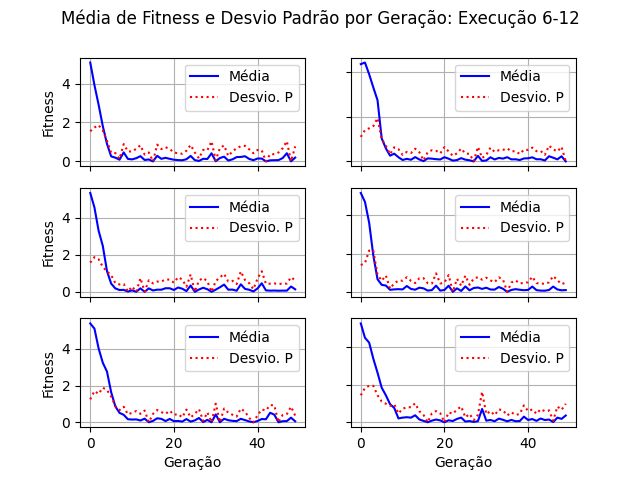 Média de Fitness e Desvio Padrão por Geração: Execução 6-12
Fitness
4
2
0
Média
Desvio. P
Média
Desvio. P
Fitness
4
2
0
Média
Desvio. P
Média
Desvio. P
Fitness
4
2
0
Média
Desvio. P
0 20 40
Geração
Média
Desvio. P
0 20 40
Geração